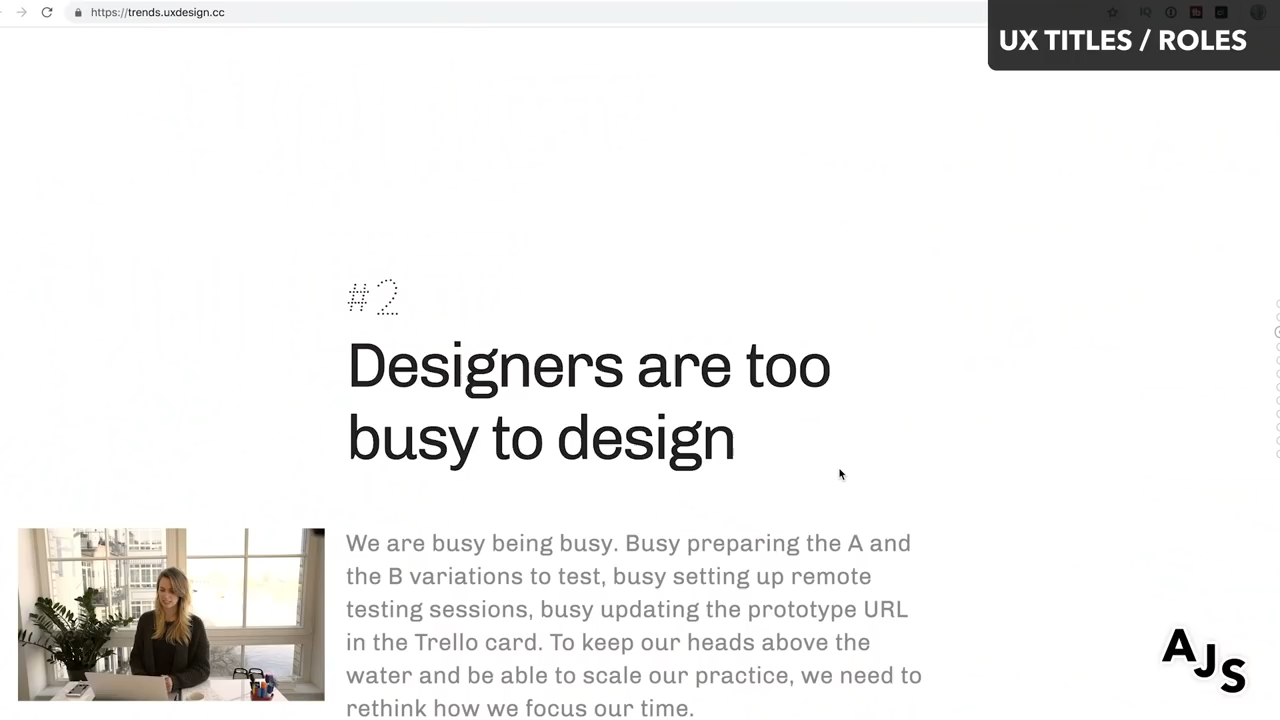 https://trends.uxdesign.cc
UX TITLES / ROLES
#2
Designers are too
busy to design
We are busy being busy. Busy preparing the A and
the B variations to test, busy setting up remote
testing sessions, busy updating the prototype URL
in the Trello card. To keep our heads above the
water and be able to scale our practice, we need to
rethink how we focus our time.
AJS